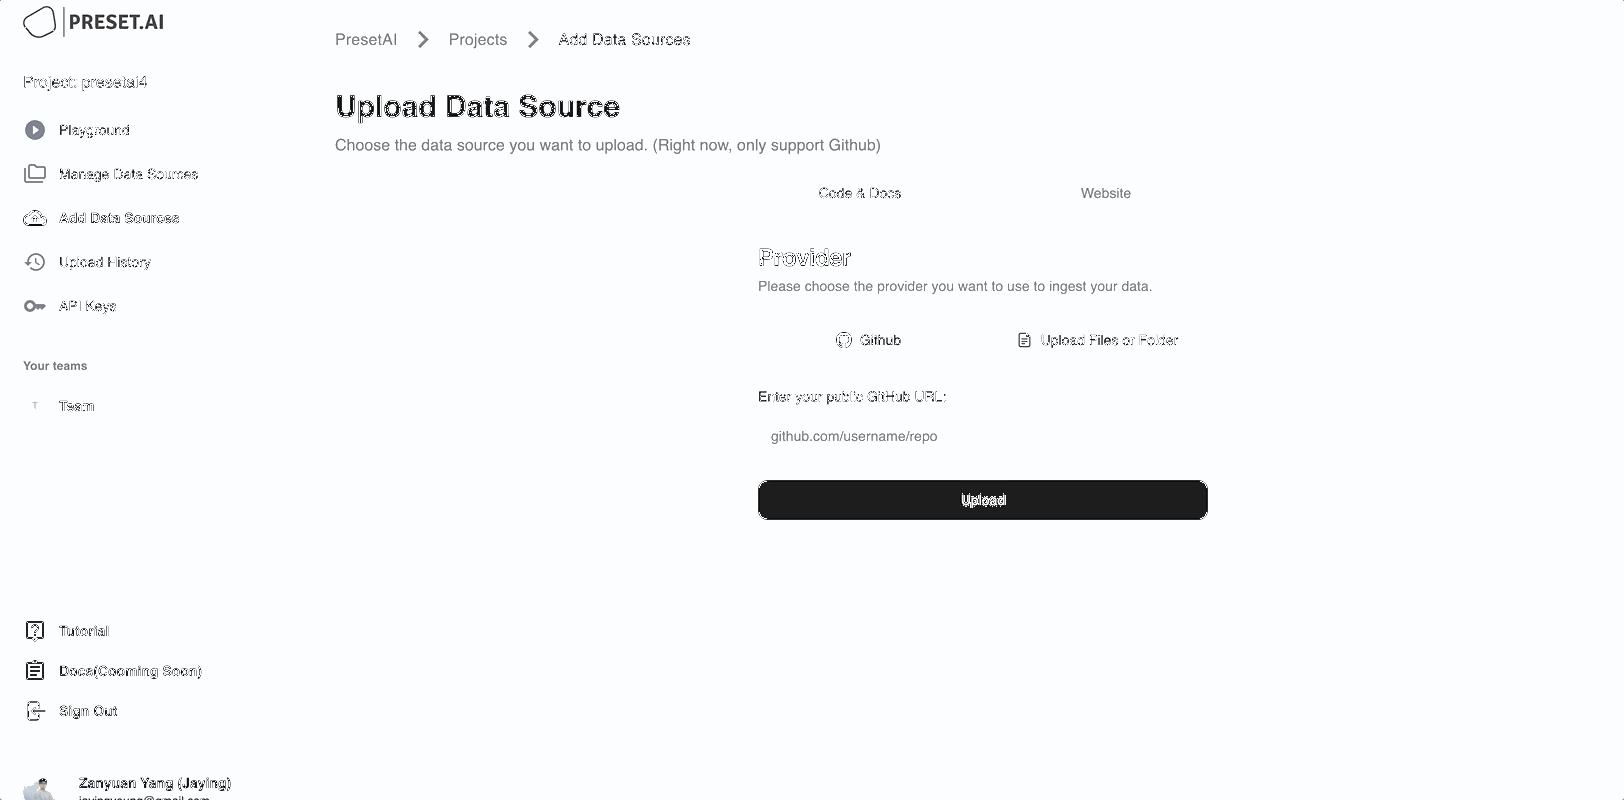 PRESET.AI
Project: presetai4
Playground
Manage Data Sources
Add Data Sources
Upload History
API Keys
Your teams
T Team
Tutorial
Docs(Cooming Soon)
Sign Out
Zanyuan Yang (Jaying)
PresetAI > Projects > Add Data Sources
Upload Data Source
Choose the data source you want to upload. (Right now, only support Github)
Code & Docs Website
Provider
Please choose the provider you want to use to ingest your data.
Github Upload Files or Folder
Enter your public GitHub URL:
github.com/username/repo
Upload